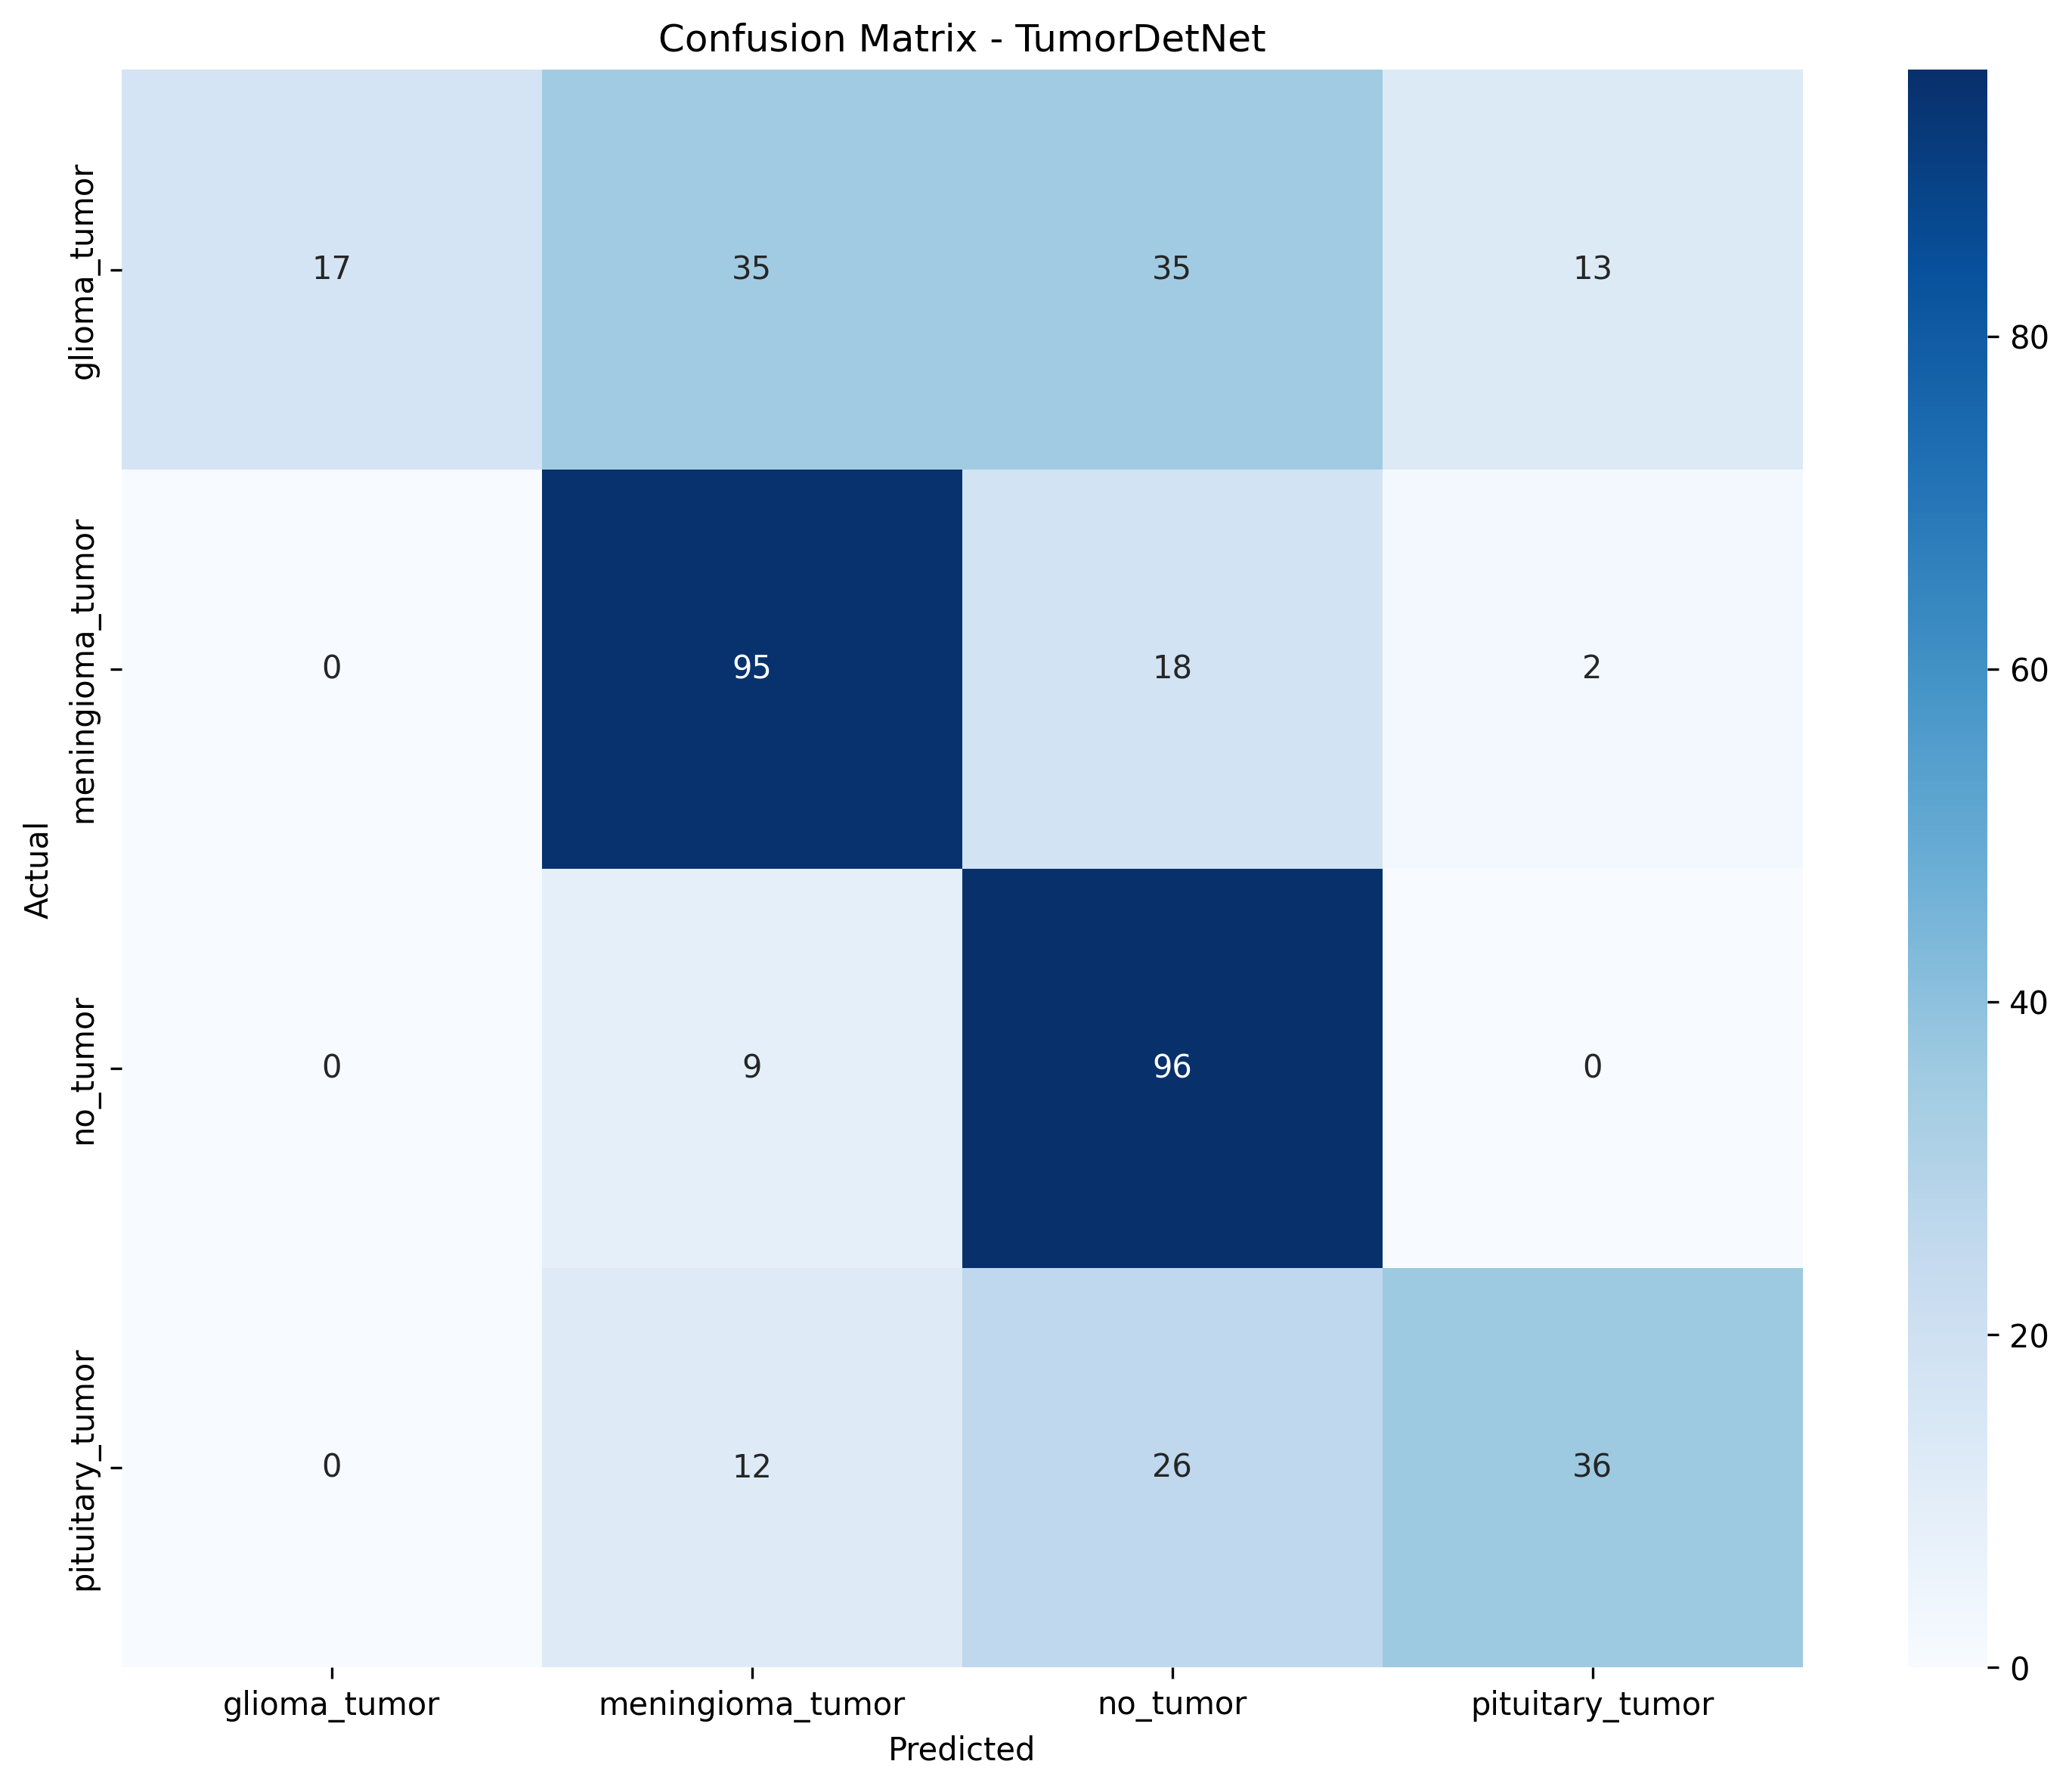 Confusion Matrix - TumorDetNet
Actual
glioma_tumor
17 35 35 13
meningioma_tumor
0 95 18 2
no_tumor
0 9 96 0
pituitary_tumor
0 12 26 36
glioma_tumor meningioma_tumor no_tumor pituitary_tumor
Predicted
80
60
40
20
0